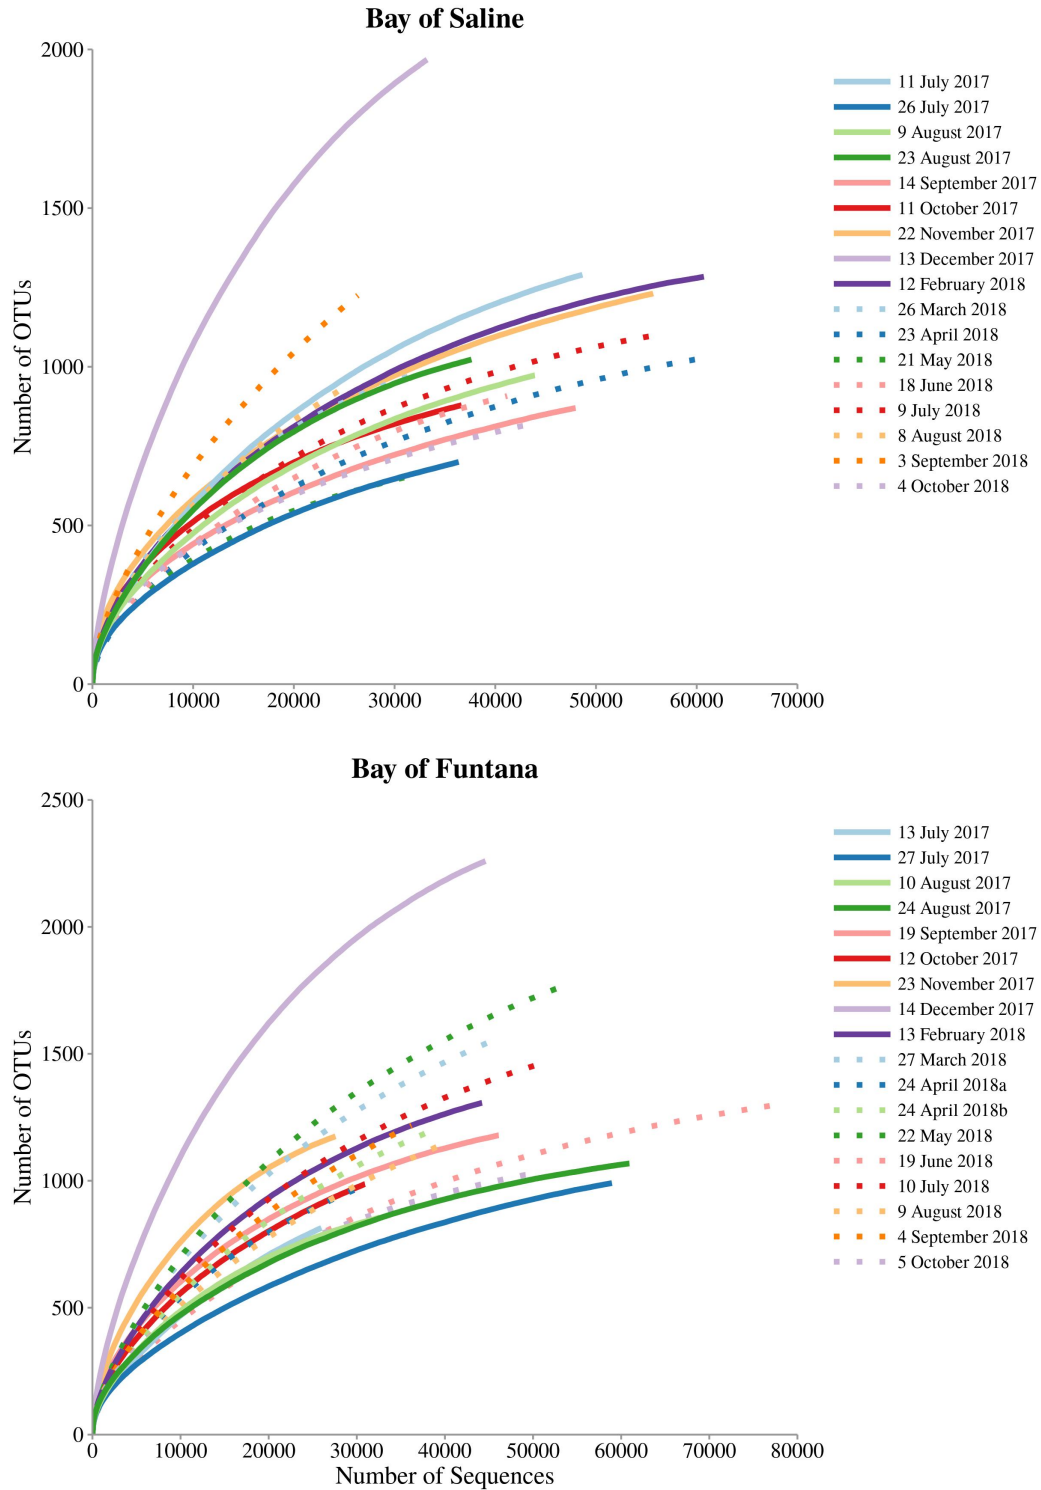 Bay of Saline
2000
1500
1000
500
0
Number of OTUs
0 10000 20000 30000 40000 50000 60000 70000
11 July 2017
26 July 2017
9 August 2017
23 August 2017
14 September 2017
11 October 2017
22 November 2017
13 December 2017
12 February 2018
26 March 2018
23 April 2018
21 May 2018
18 June 2018
9 July 2018
8 August 2018
3 September 2018
4 October 2018
Bay of Funtana
2500
2000
1500
1000
500
0
Number of OTUs
0 10000 20000 30000 40000 50000 60000 70000 80000
Number of Sequences
13 July 2017
27 July 2017
10 August 2017
24 August 2017
19 September 2017
12 October 2017
23 November 2017
14 December 2017
13 February 2018
27 March 2018
24 April 2018a
24 April 2018b
22 May 2018
19 June 2018
10 July 2018
9 August 2018
4 September 2018
5 October 2018